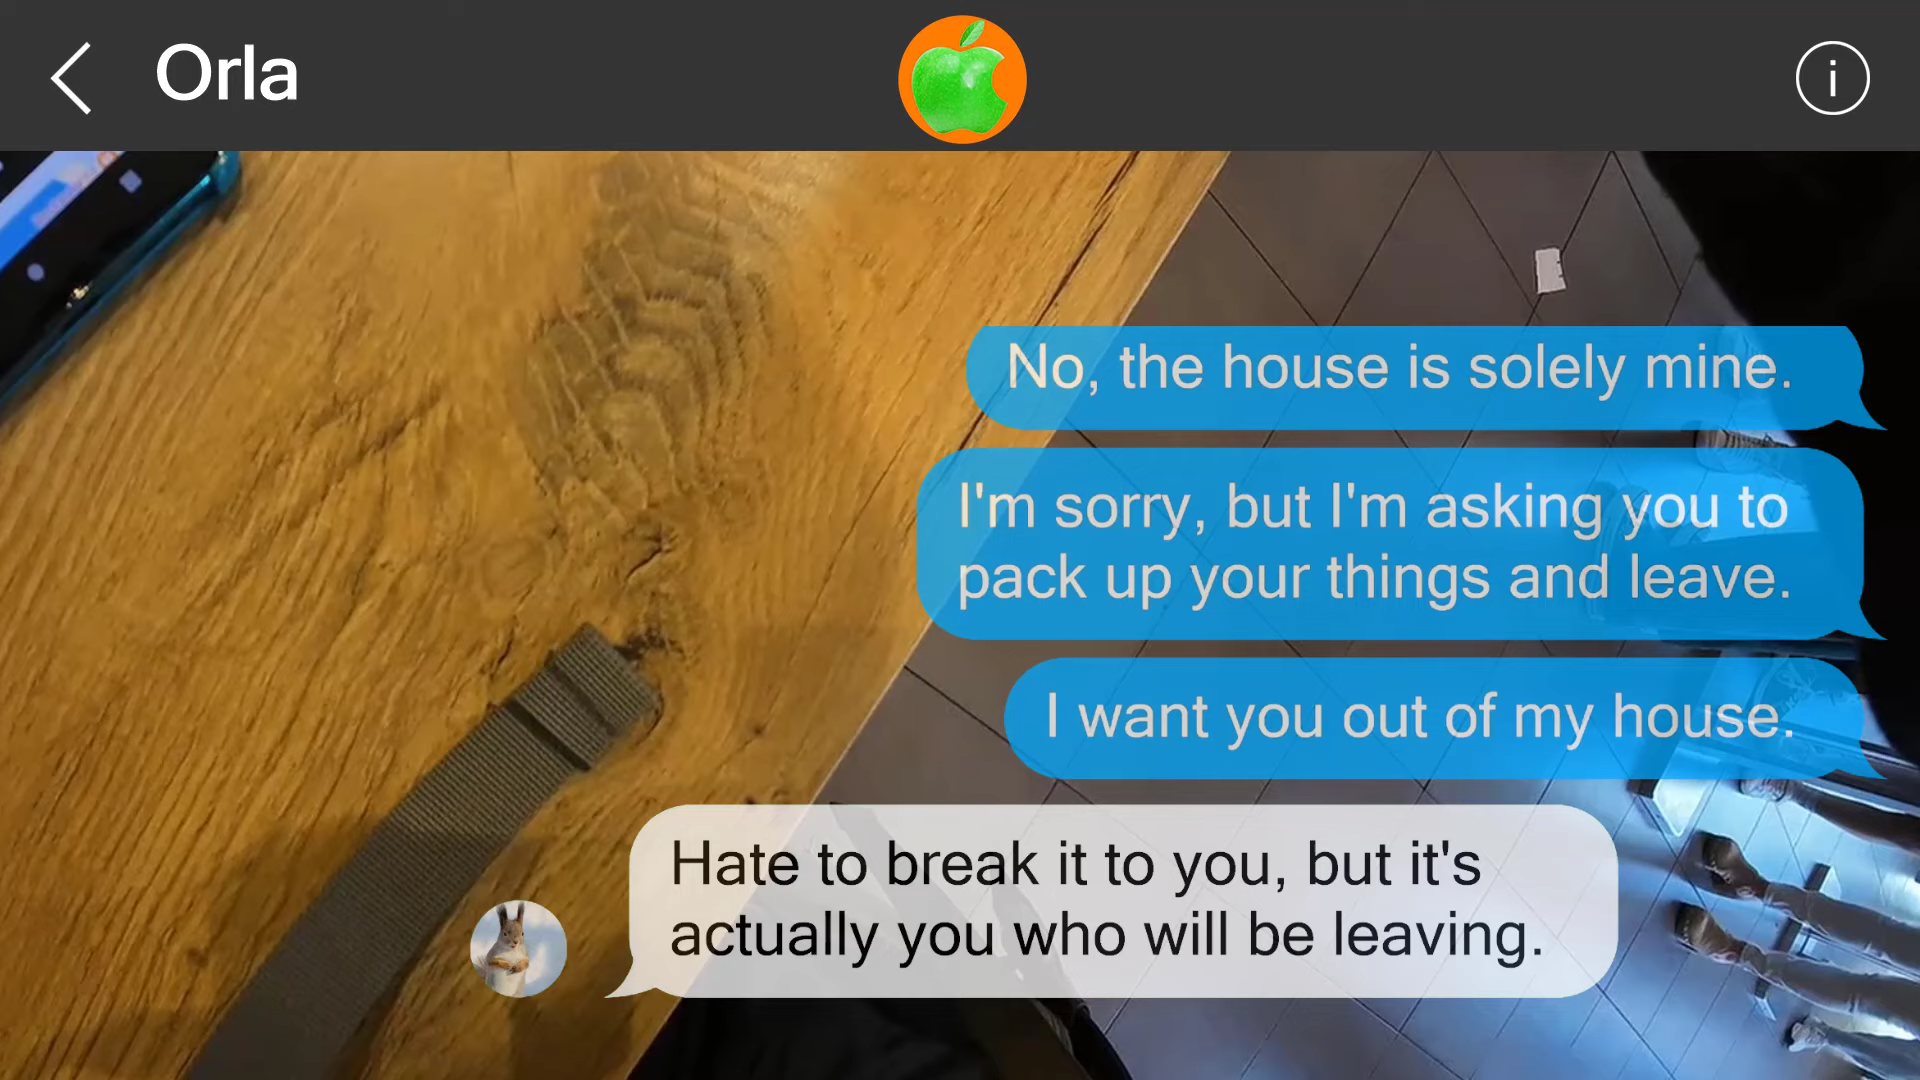 Orla
No, the house is solely mine.
I'm sorry, but I'm asking you to
pack up your things and leave.
I want you out of my house.
Hate to break it to you, but it's
actually you who will be leaving.